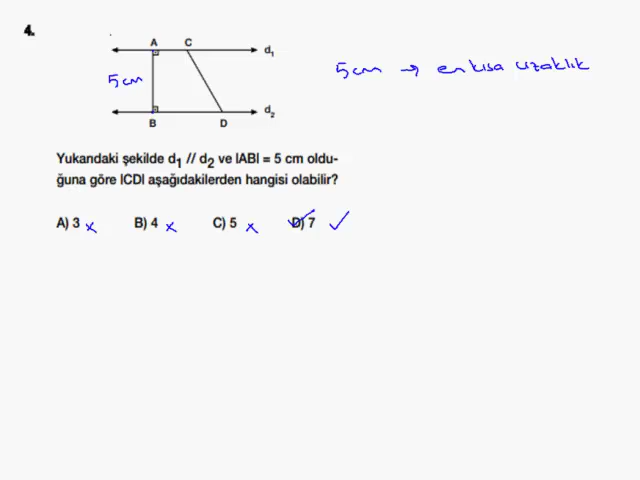 4.
A C d1
5cm → en kısa uzaklık
5cm
B D d2
Yukarıdaki şekilde d1 // d2 ve |AB| = 5 cm oldu-
ğuna göre |CD| aşağıdakilerden hangisi olabilir?
A) 3 x B) 4 x C) 5 x D) 7 ✓